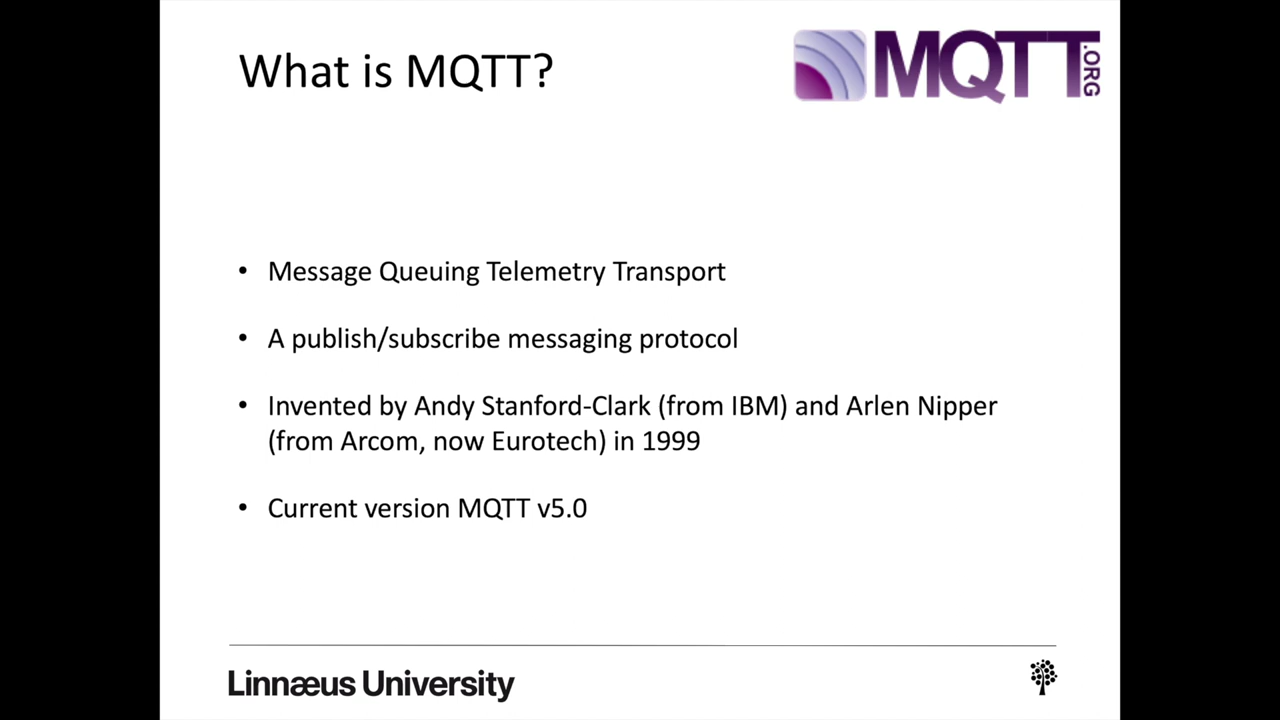 What is MQTT?
MQTT.ORG
• Message Queuing Telemetry Transport
• A publish/subscribe messaging protocol
• Invented by Andy Stanford-Clark (from IBM) and Arlen Nipper
(from Arcom, now Eurotech) in 1999
• Current version MQTT v5.0
Linnæus University